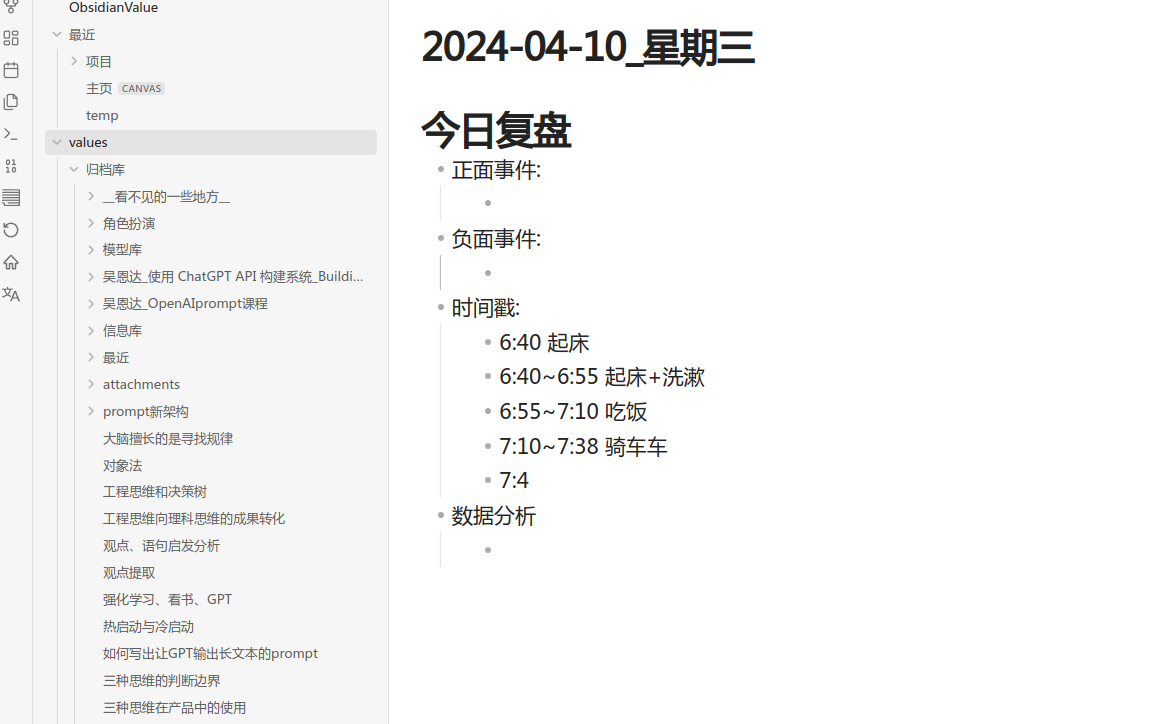 ObsidianValue
最近
项目
主页 CANVAS
temp
values
归档库
__看不见的一些地方__
角色扮演
模型库
吴恩达_使用 ChatGPT API 构建系统_Buildi...
吴恩达_OpenAIprompt课程
信息库
最近
attachments
prompt新架构
大脑擅长的是寻找规律
对象法
工程思维和决策树
工程思维向理科思维的成果转化
观点、语句启发分析
观点提取
强化学习、看书、GPT
热启动与冷启动
如何写出让GPT输出长文本的prompt
三种思维的判断边界
三种思维在产品中的使用
2024-04-10_星期三
今日复盘
正面事件:
负面事件:
时间戳:
6:40 起床
6:40~6:55 起床+洗漱
6:55~7:10 吃饭
7:10~7:38 骑车车
7:4
数据分析